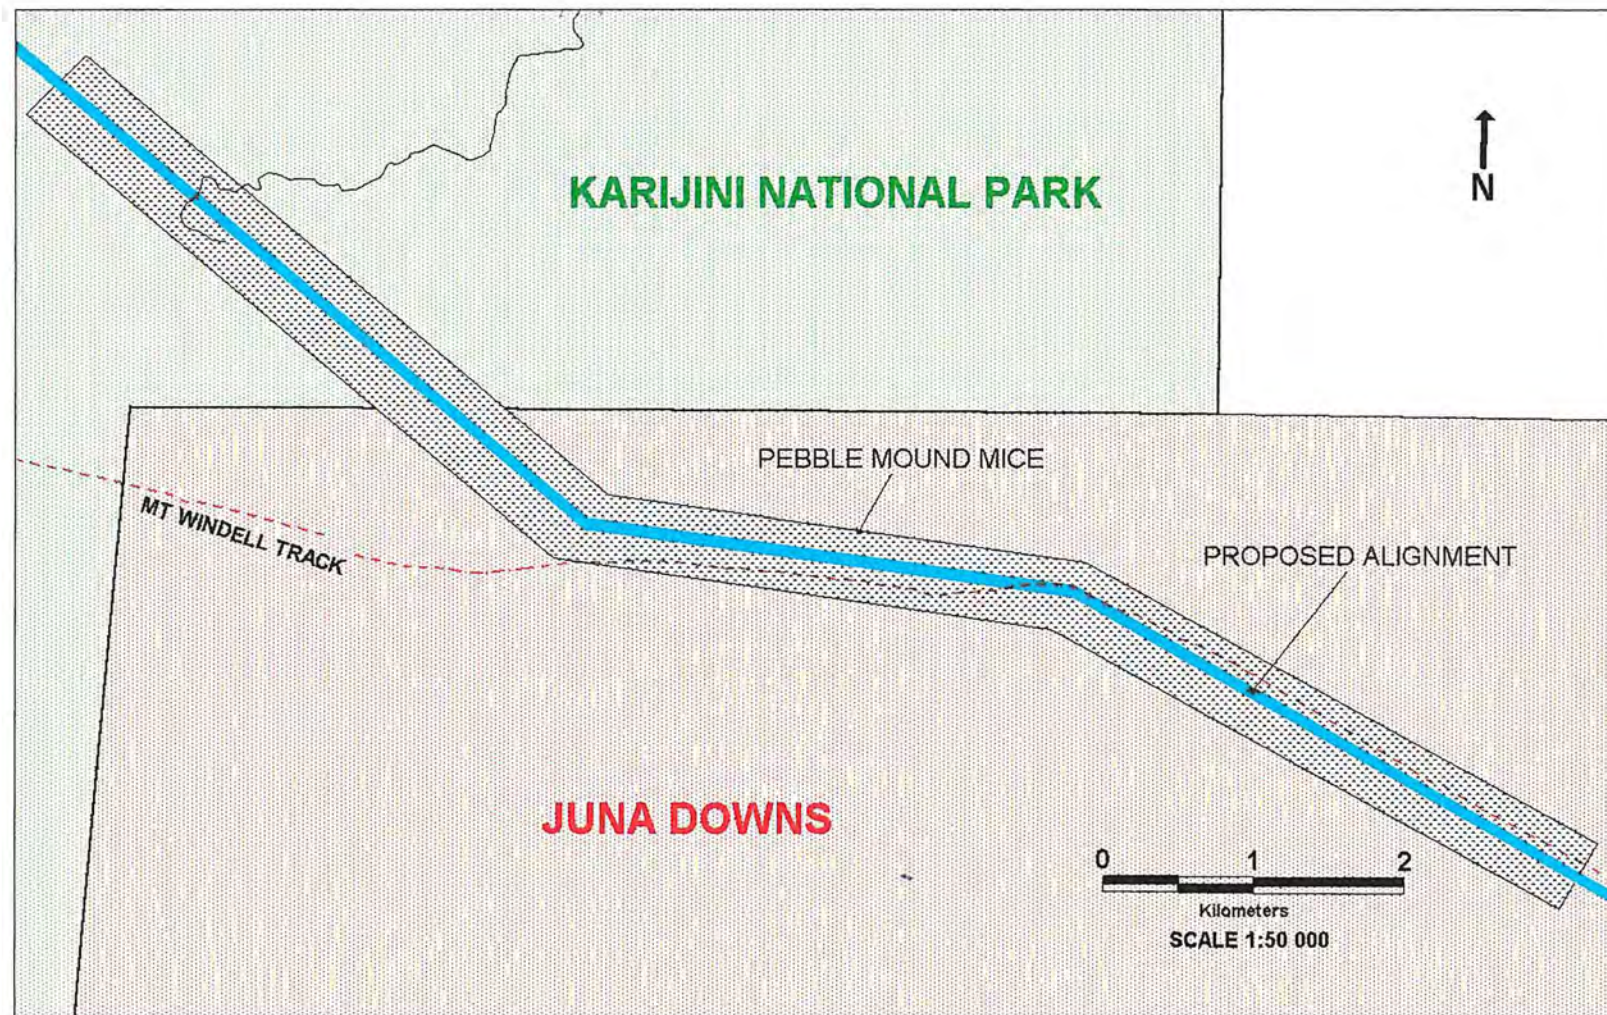 KARIJINI NATIONAL PARK
N
PEBBLE MOUND MICE
MT WINDELL TRACK
PROPOSED ALIGNMENT
JUNA DOWNS
0 1 2
Kilometers
SCALE 1:50 000